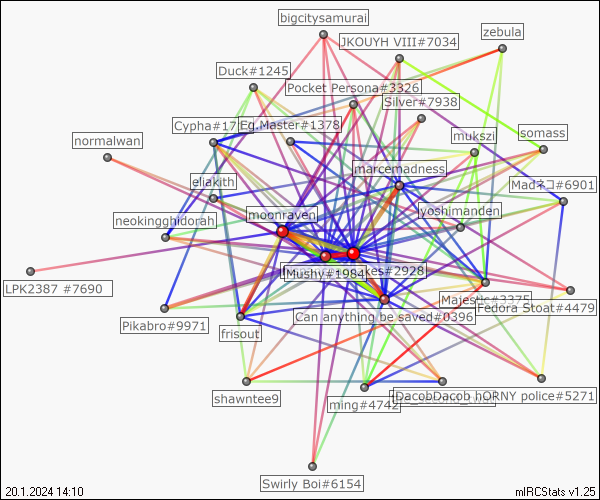 bigcitysamurai
zebula
JKOUYH VIII#7034
Duck#1245
Pocket Persona#3326
Silver#7938
Cypha#17
Eg.Master#1378
mukszi
somass
normalwan
marcemadness
eliakith
Madネコ#6901
moonraven
yoshimanden
neokingghidorah
kes#2928
Mushy#1984
LPK2387 #7690
Majestic#3375
Fedora Stoat#4479
Can anything be saved#0396
Pikabro#9971
frisout
shawntee9
ming#4742
DacobDacob hORNY police#5271
Swirly Boi#6154
20.1.2024 14:10
mIRCStats v1.25